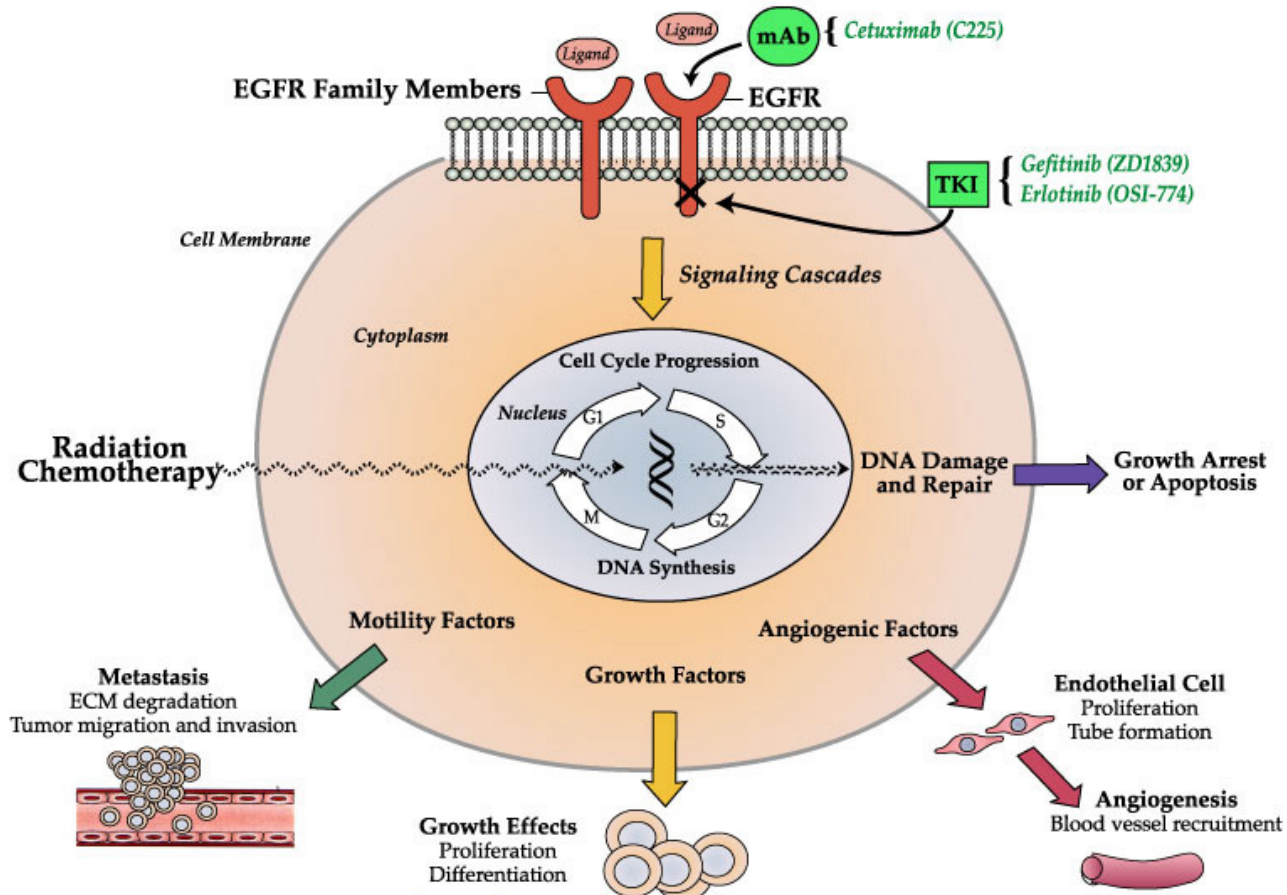 Ligand
Ligand
mAb
{ Cetuximab (C225)
EGFR Family Members
EGFR
TKI
{ Gefitinib (ZD1839)
Erlotinib (OSI-774)
Cell Membrane
Signaling Cascades
Cytoplasm
Cell Cycle Progression
Nucleus
G1
S
Radiation
Chemotherapy
DNA Damage
and Repair
Growth Arrest
or Apoptosis
M
G2
DNA Synthesis
Motility Factors
Angiogenic Factors
Growth Factors
Metastasis
ECM degradation
Tumor migration and invasion
Endothelial Cell
Proliferation
Tube formation
Angiogenesis
Blood vessel recruitment
Growth Effects
Proliferation
Differentiation